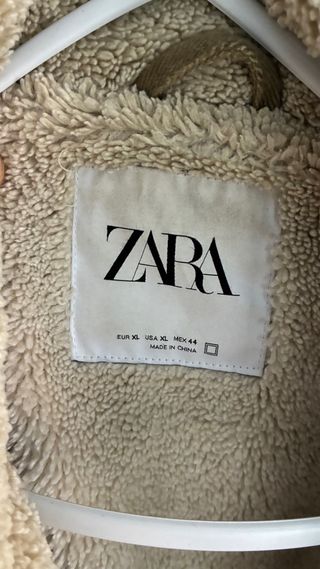 ZARA
EUR XL USA XL MEX 44
MADE IN CHINA